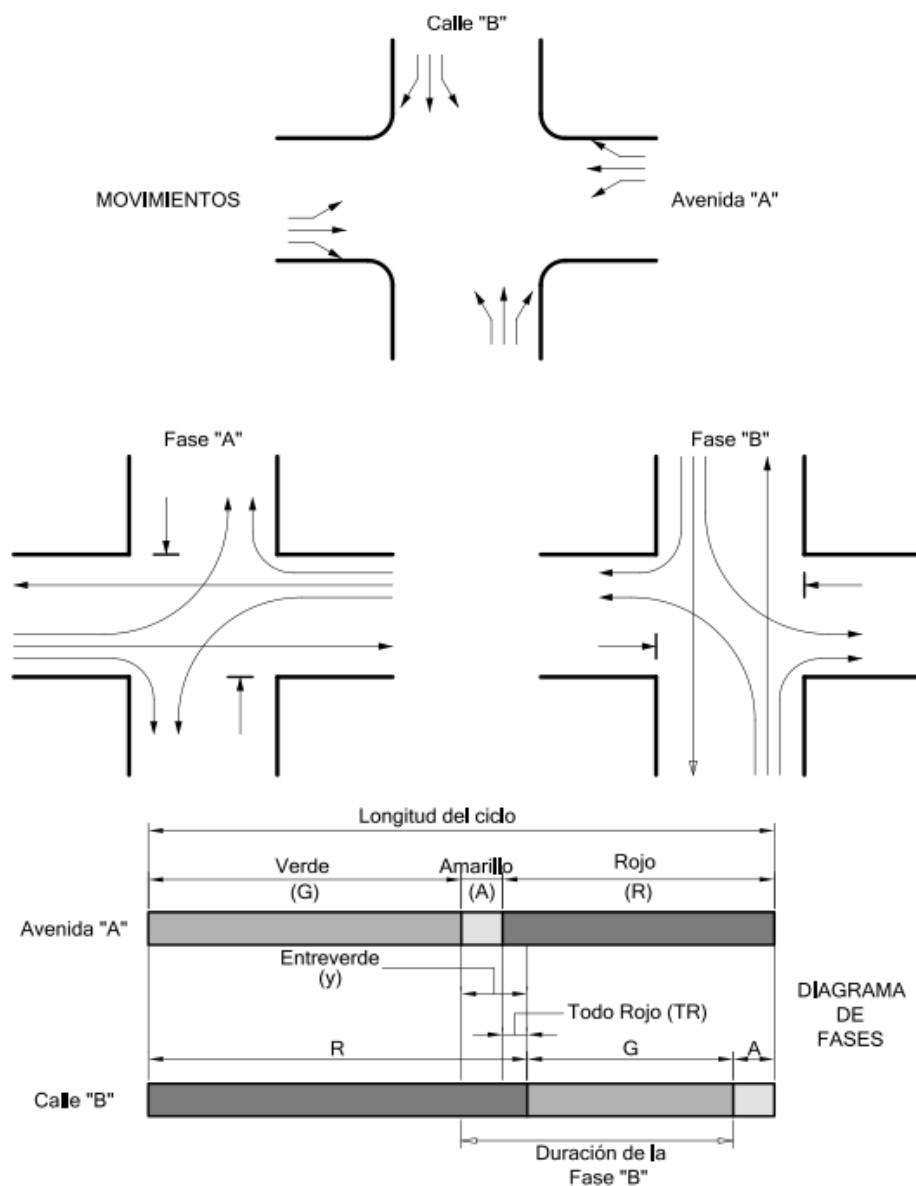 Calle "B"
MOVIMIENTOS
Avenida "A"
Fase "A"
Fase "B"
Longitud del ciclo
Verde
(G)
Amarillo
(A)
Rojo
(R)
Avenida "A"
Entreverde
(y)
Todo Rojo (TR)
DIAGRAMA
DE
FASES
R
G
A
Calle "B"
Duración de la
Fase "B"